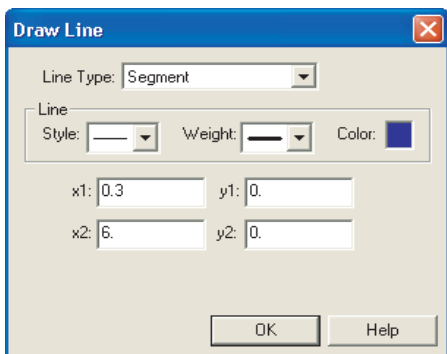 Draw Line
Line Type: Segment
Line
Style: Weight: Color:
x1: 0.3 y1: 0.
x2: 6. y2: 0.
OK Help